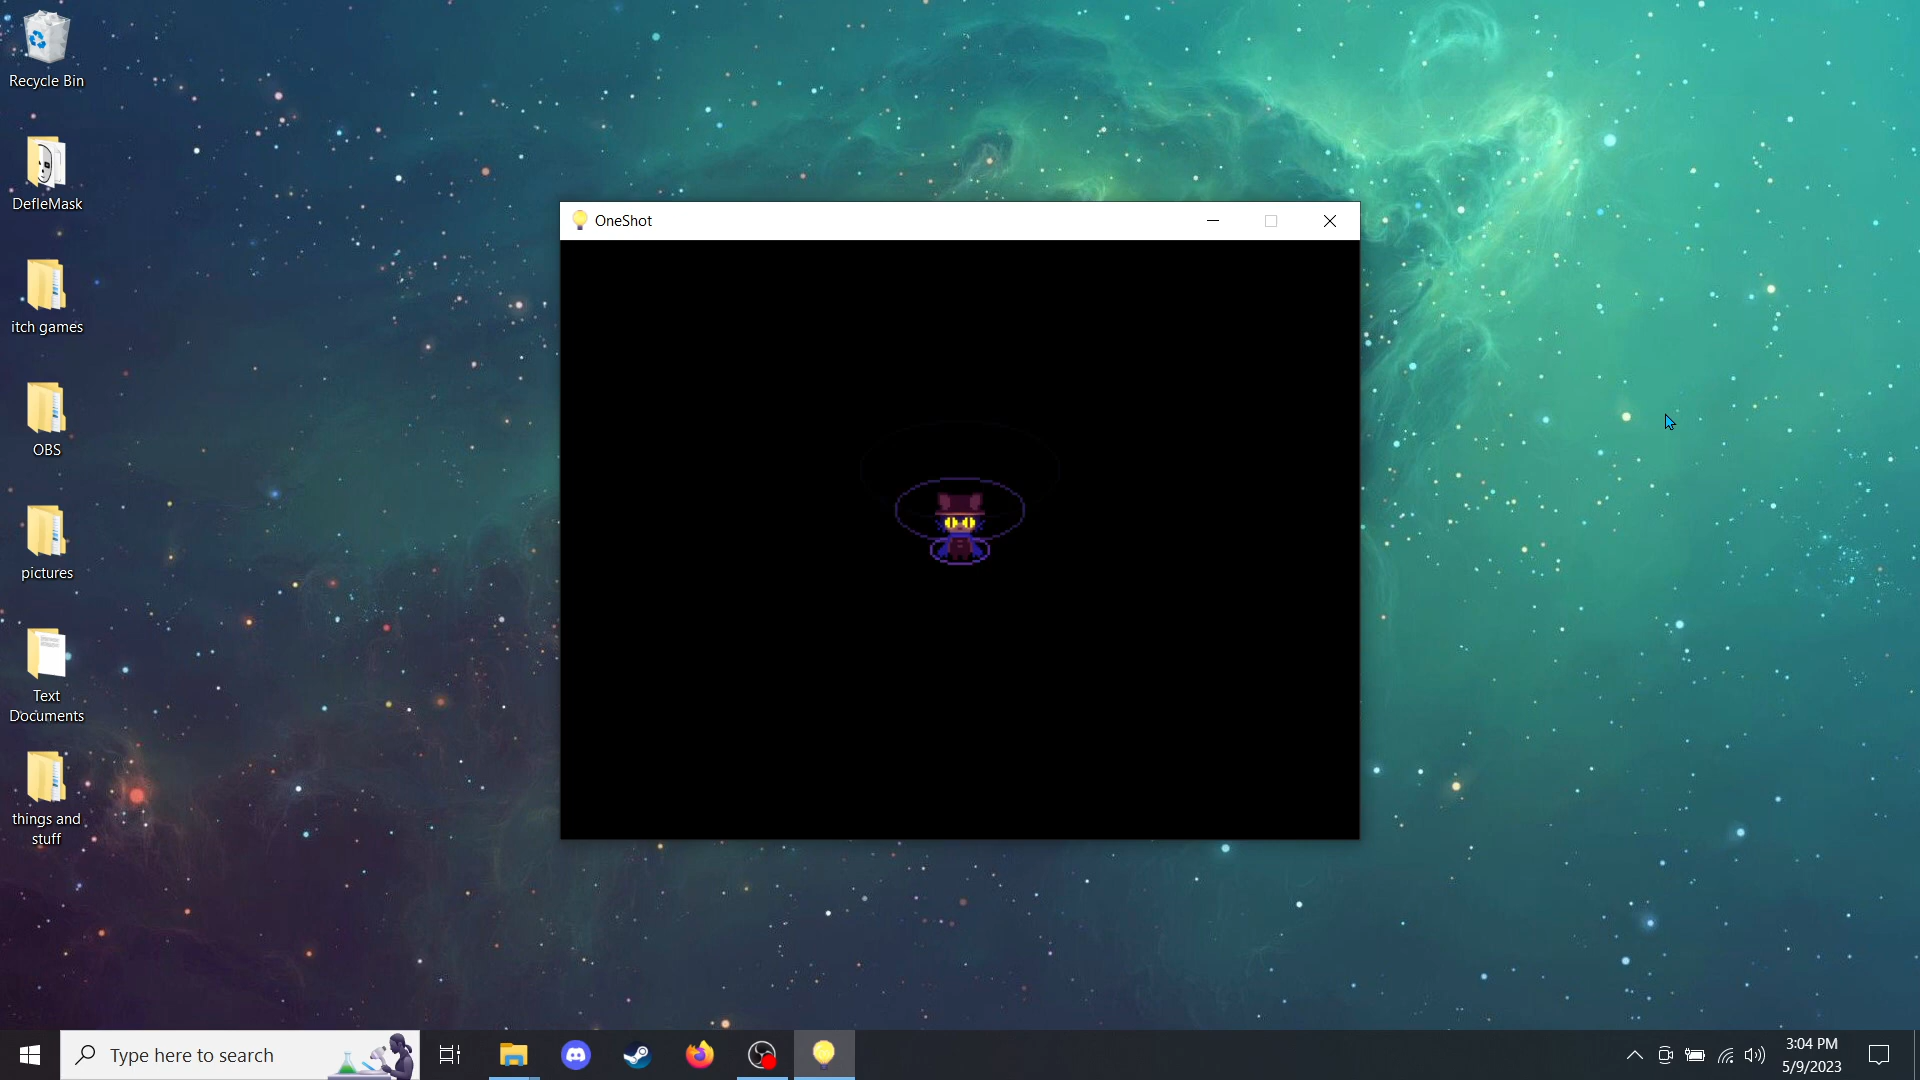 Recycle Bin
DefleMask
itch games
OBS
pictures
Text
Documents
things and
stuff
OneShot
Type here to search
3:04 PM
5/9/2023